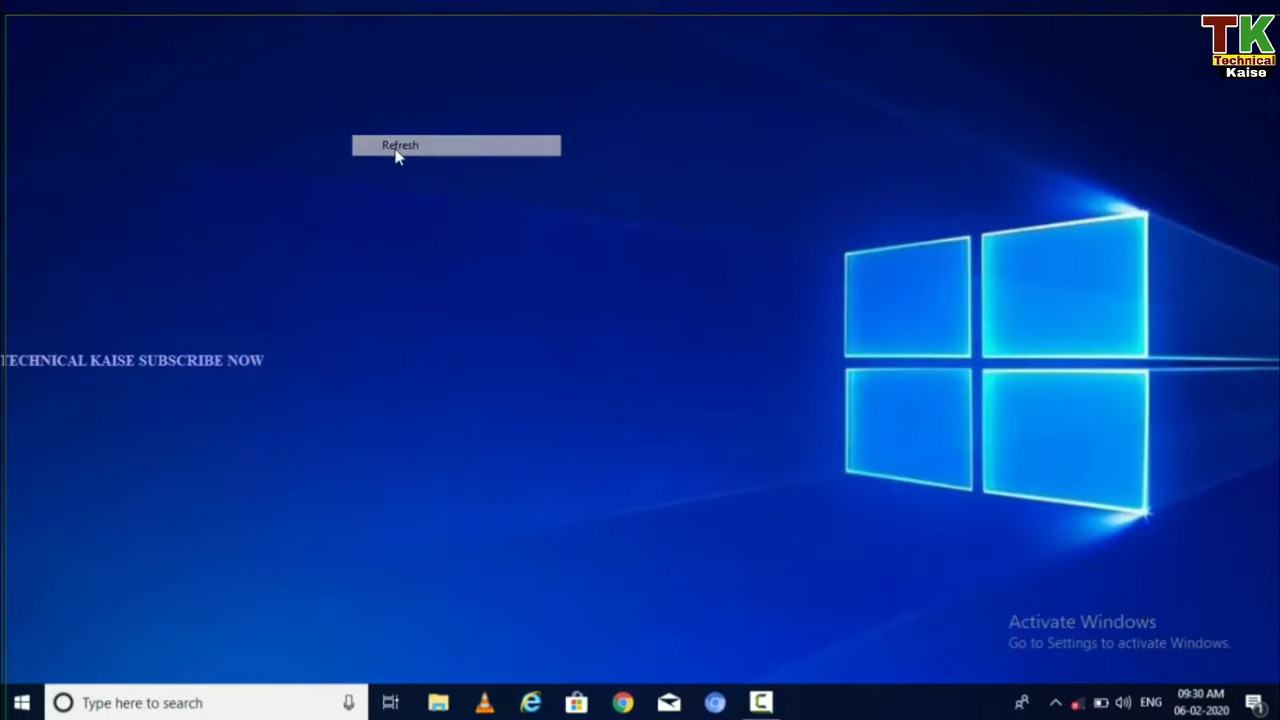 TK
Technical
Kaise
Refresh
TECHNICAL KAISE SUBSCRIBE NOW
Activate Windows
Go to Settings to activate Windows.
Type here to search
ENG
09:30 AM
06-02-2020
1